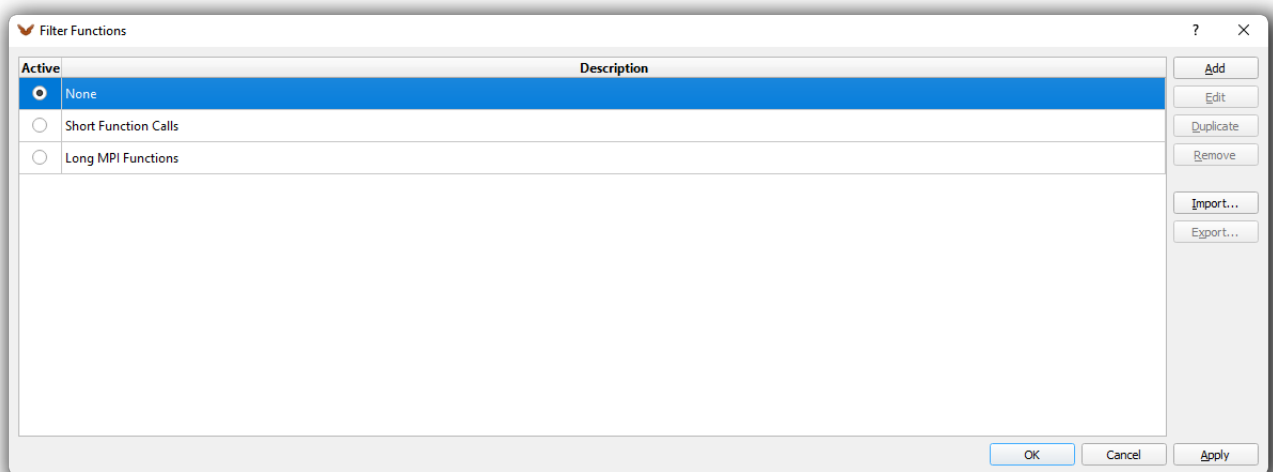 Filter Functions
?
Active Description
None
Short Function Calls
Long MPI Functions
Add
Edit
Duplicate
Remove
Import...
Export...
OK Cancel Apply